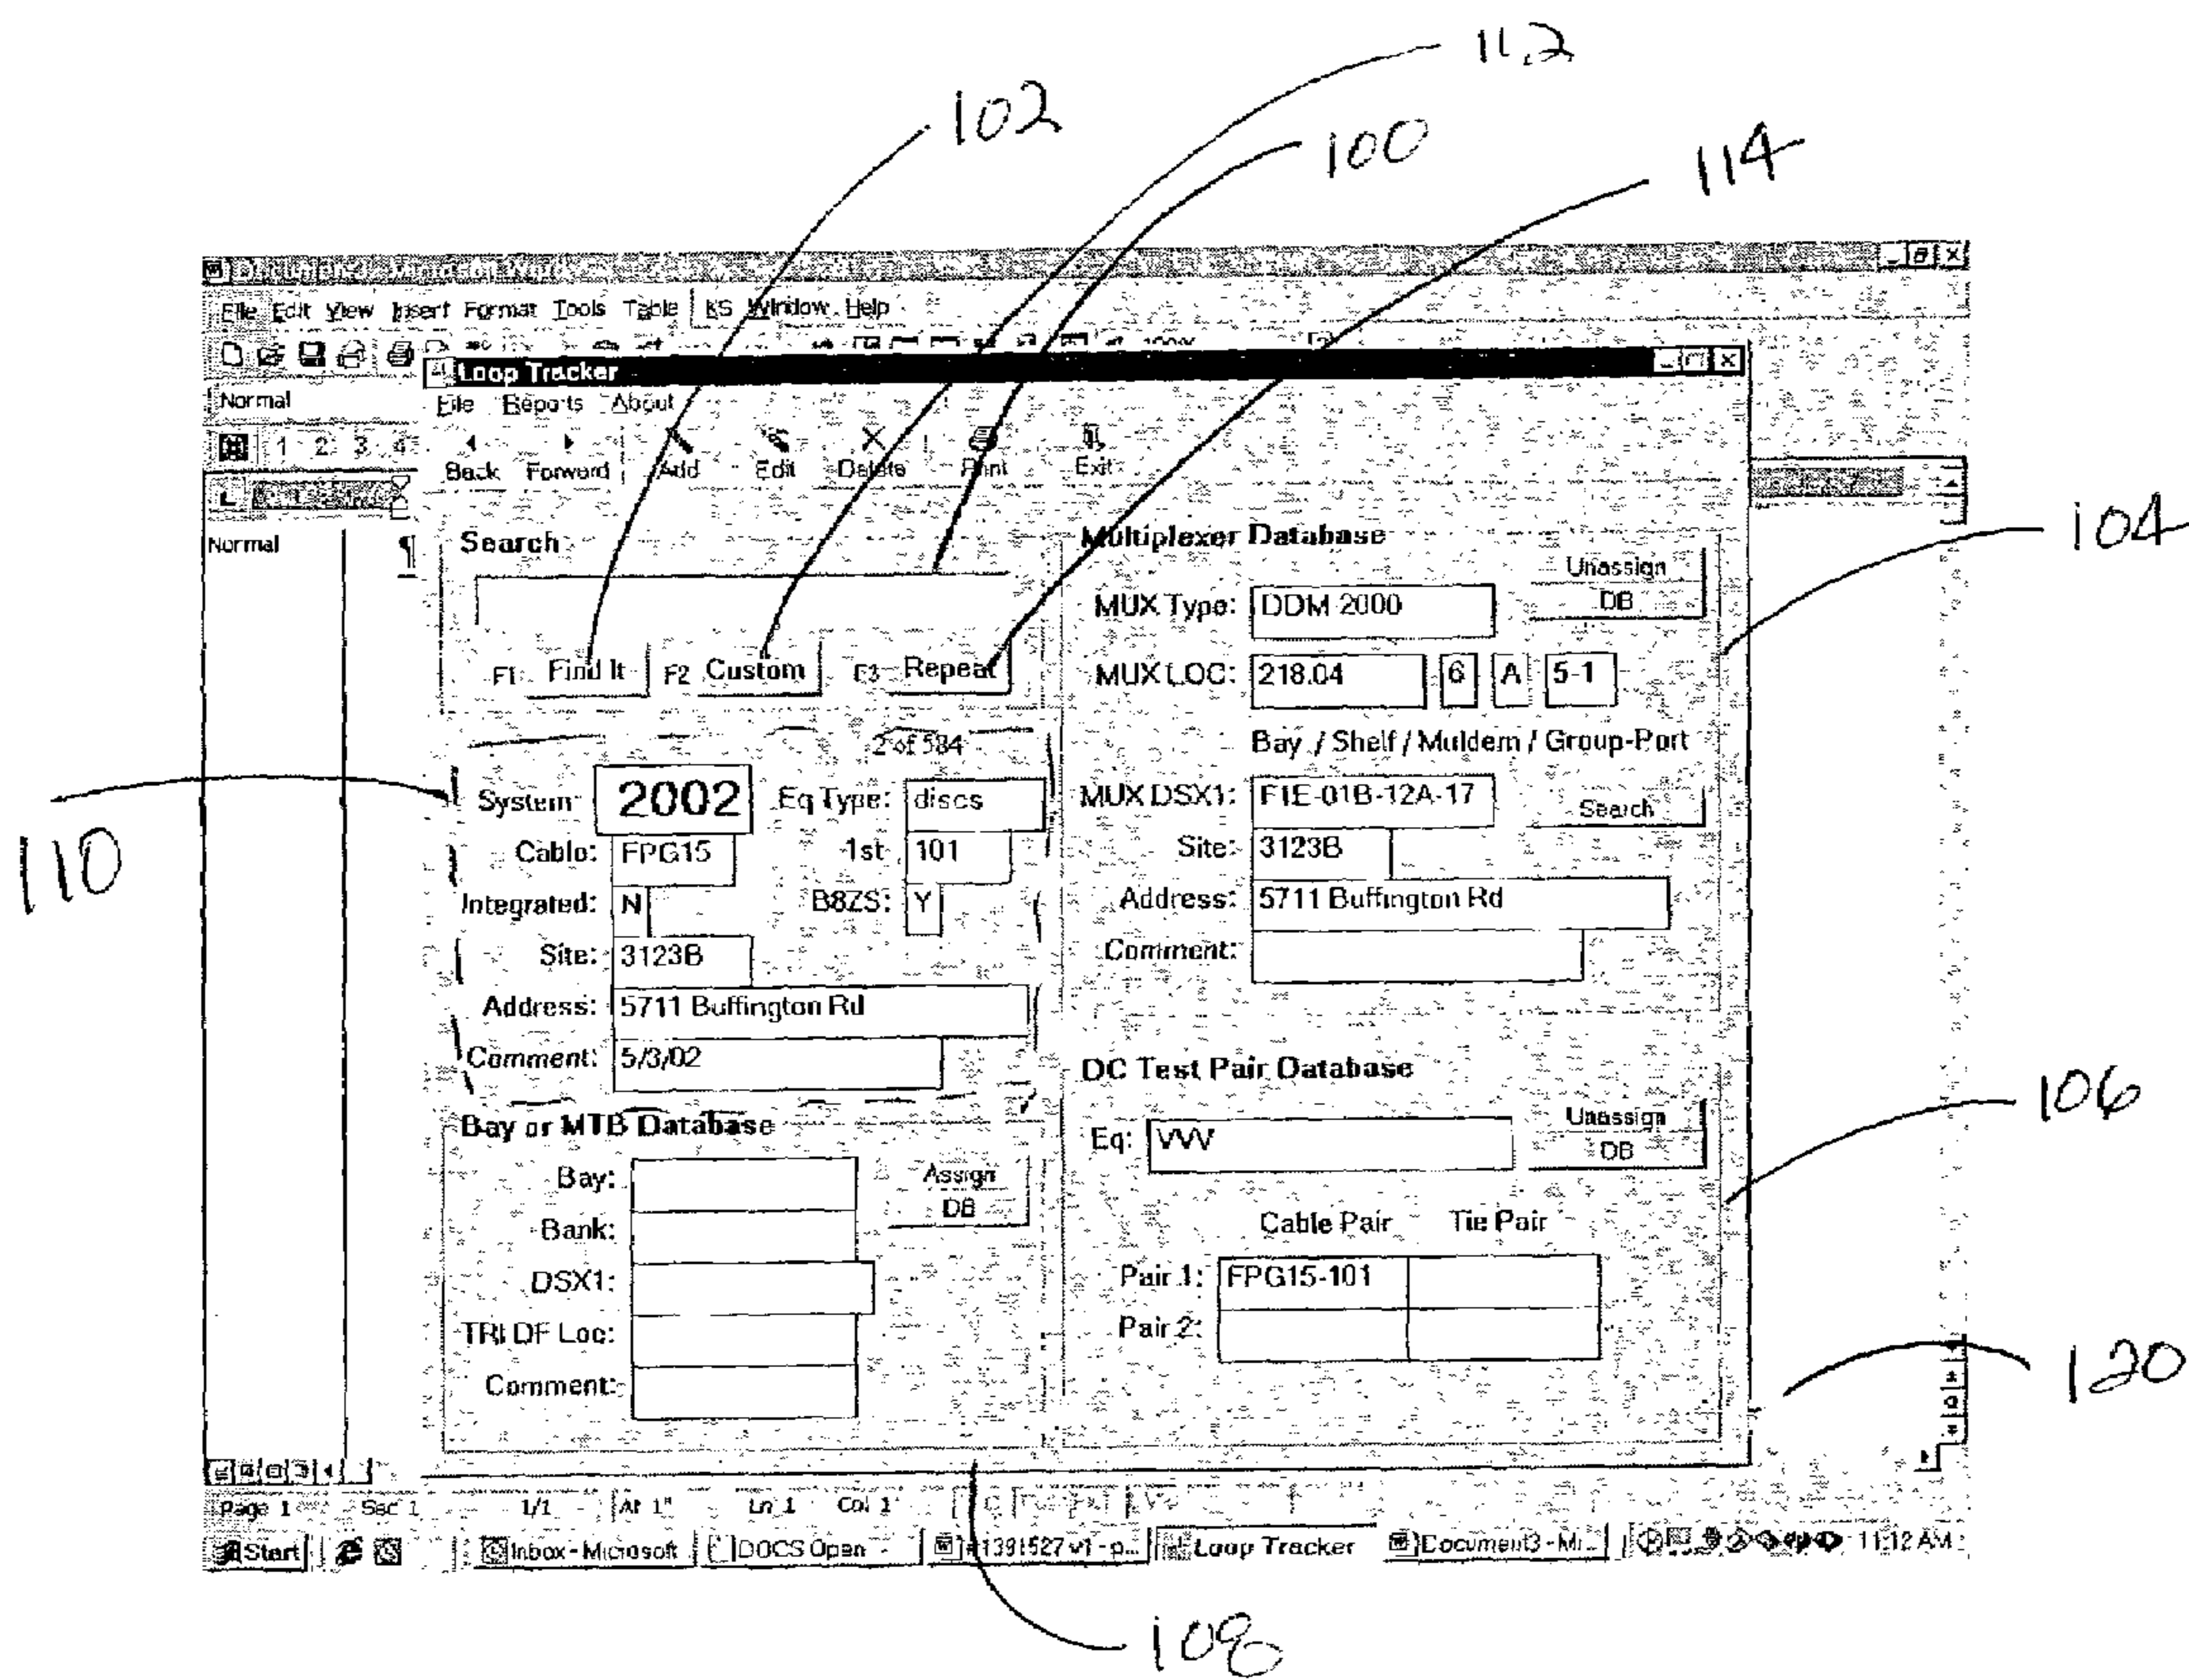 112
102
100
114
File Edit View Insert Format Tools Table KS Window Help
Loop Tracker
Normal
File Reports About
1 2 3 4
Back Forward Add Edit Delete Print Exit
Normal
Search
Multiplexer Database
104
Unassign
DB
MUX Type: DDM-2000
F1 Find It F2 Custom F3 Repeat
MUX LOC: 218.04 6 A 5-1
Bay / Shelf / Muldem / Group-Port
2 of 584
110
System 2002 Eq Type: discs
MUX DSX1: F1E-01B-12A-17 Search
Cable: FPG15 1st 101
Site: 3123B
Integrated: N B8ZS: Y
Address: 5711 Buffington Rd
Site: 3123B
Comment:
Address: 5711 Buffington Rd
Comment: 5/3/02
DC Test Pair Database
106
Bay or MTB Database
Eq: VVV
Unassign
DB
Bay:
Assign
DB
Bank:
Cable Pair Tie Pair
DSX1:
Pair 1: FPG15-101
TRI DF Loc:
Pair 2:
Comment:
120
Page 1 Sec 1 1/1 At 1" Ln 1 Col 1
Start Inbox - Microsoft DOCS Open Loop Tracker Document3 - Mi... 11:12 AM
108